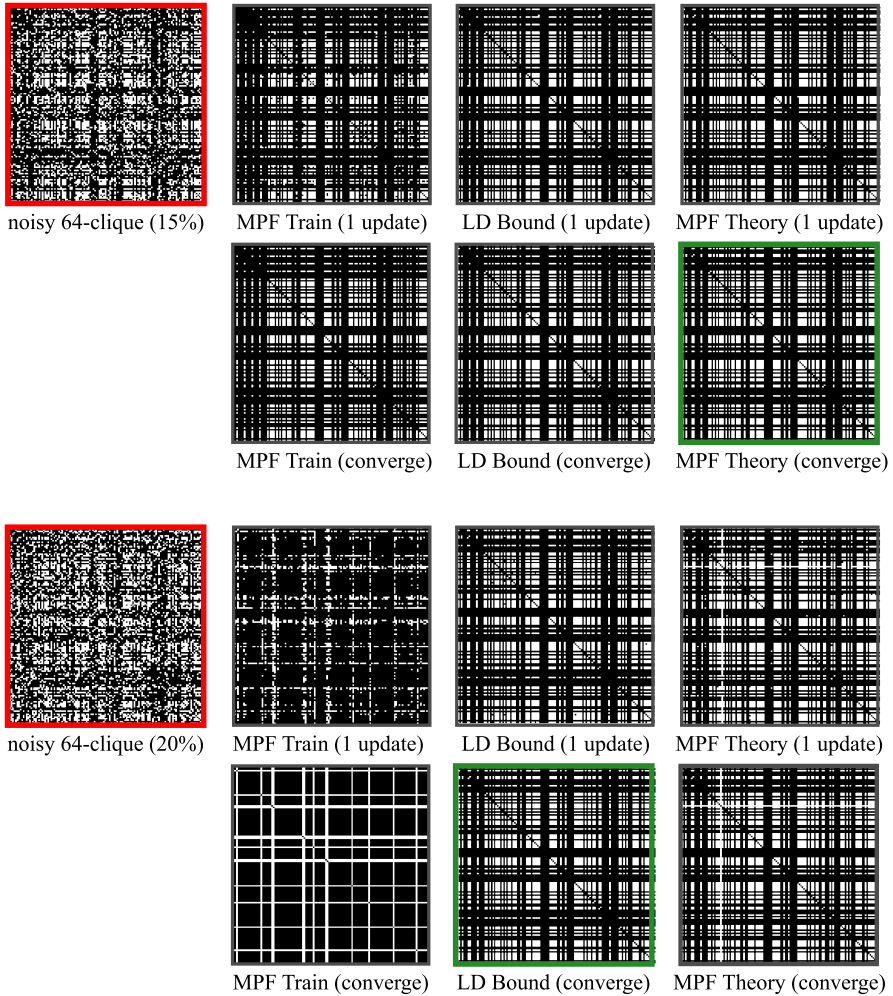 noisy 64-clique (15%)
MPF Train (1 update)
LD Bound (1 update)
MPF Theory (1 update)
MPF Train (converge)
LD Bound (converge)
MPF Theory (converge)
noisy 64-clique (20%)
MPF Train (1 update)
LD Bound (1 update)
MPF Theory (1 update)
MPF Train (converge)
LD Bound (converge)
MPF Theory (converge)